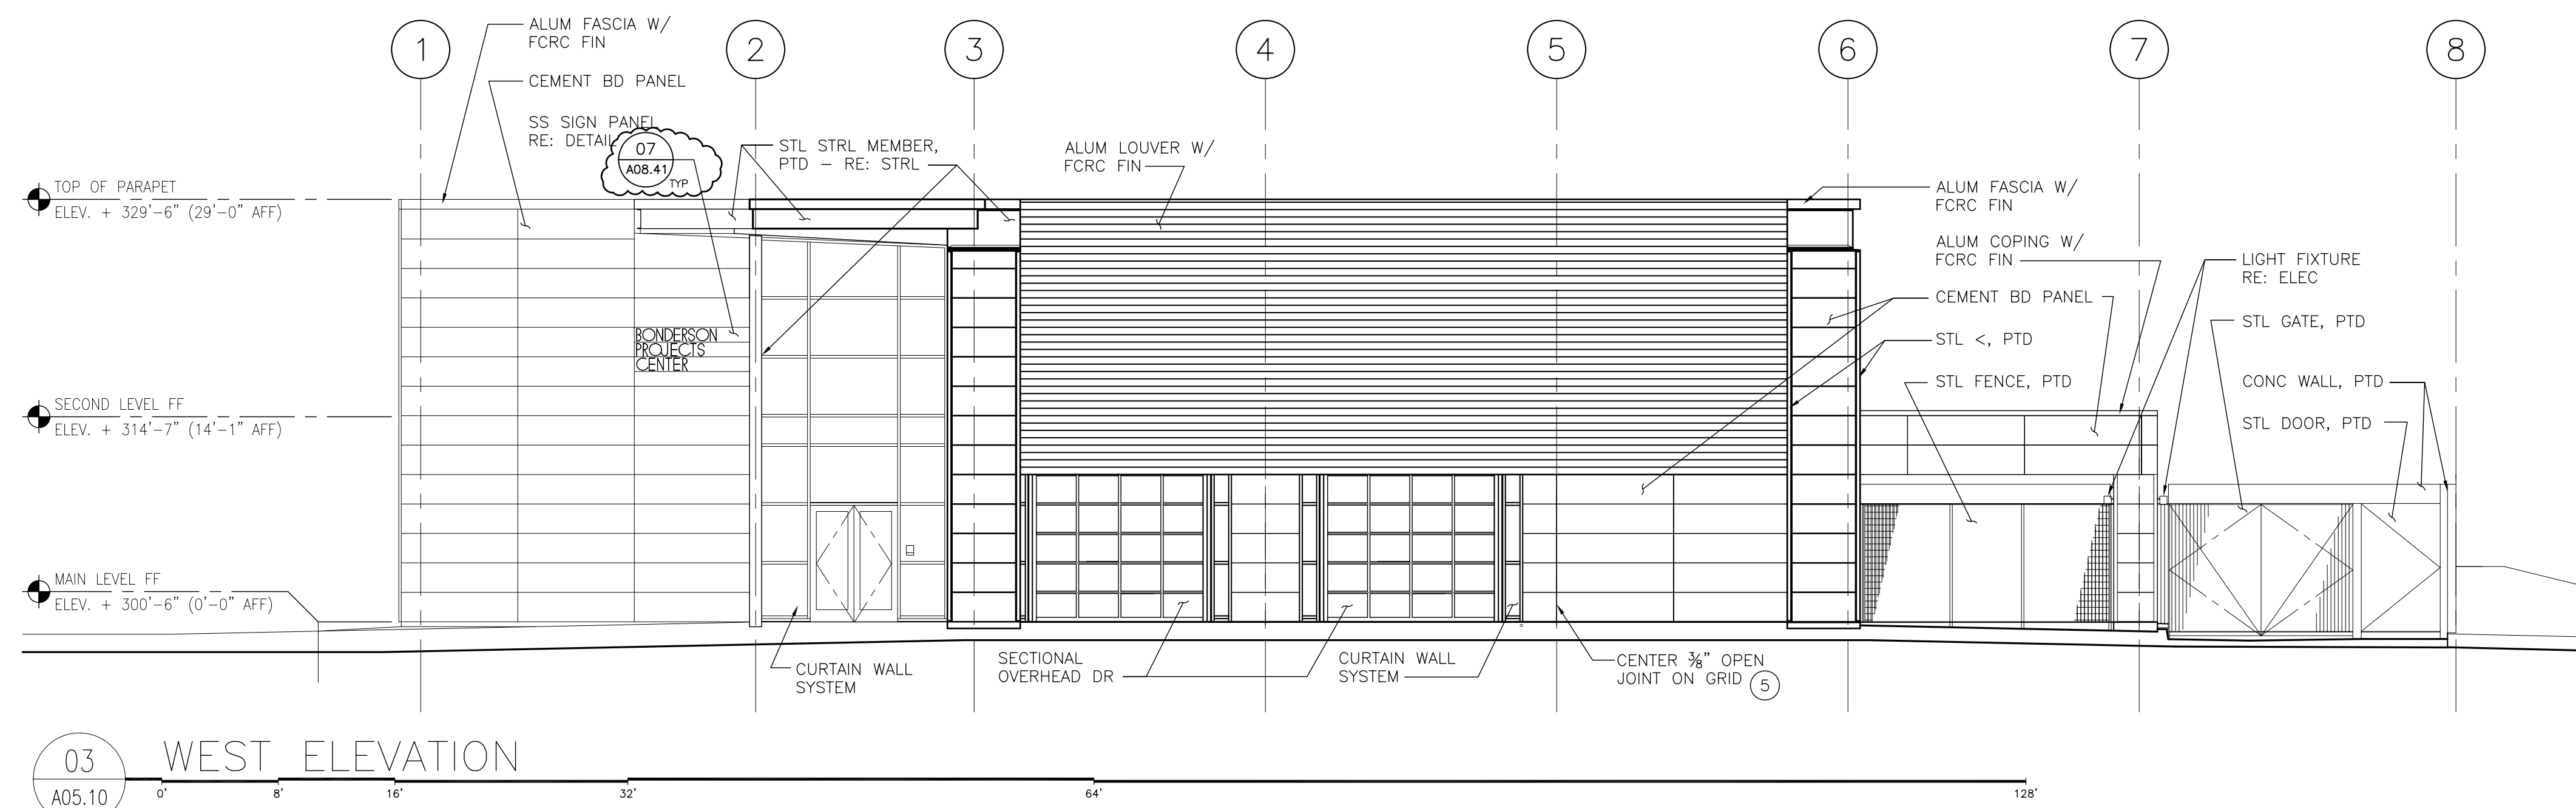 1
2
3
4
5
6
7
8
ALUM FASCIA W/
FCRC FIN
CEMENT BD PANEL
SS SIGN PANEL
RE: DETAIL
07
A08.41
TYP
STL STRL MEMBER,
PTD - RE: STRL
ALUM LOUVER W/
FCRC FIN
TOP OF PARAPET
ELEV. + 329'-6" (29'-0" AFF)
ALUM FASCIA W/
FCRC FIN
ALUM COPING W/
FCRC FIN
LIGHT FIXTURE
RE: ELEC
CEMENT BD PANEL
STL GATE, PTD
STL <, PTD
STL FENCE, PTD
CONC WALL, PTD
STL DOOR, PTD
BONDERSON
PROJECTS
CENTER
SECOND LEVEL FF
ELEV. + 314'-7" (14'-1" AFF)
MAIN LEVEL FF
ELEV. + 300'-6" (0'-0" AFF)
CURTAIN WALL
SYSTEM
SECTIONAL
OVERHEAD DR
CURTAIN WALL
SYSTEM
CENTER ⅜" OPEN
JOINT ON GRID 5
03
A05.10
WEST ELEVATION
0' 8' 16' 32' 64' 128'